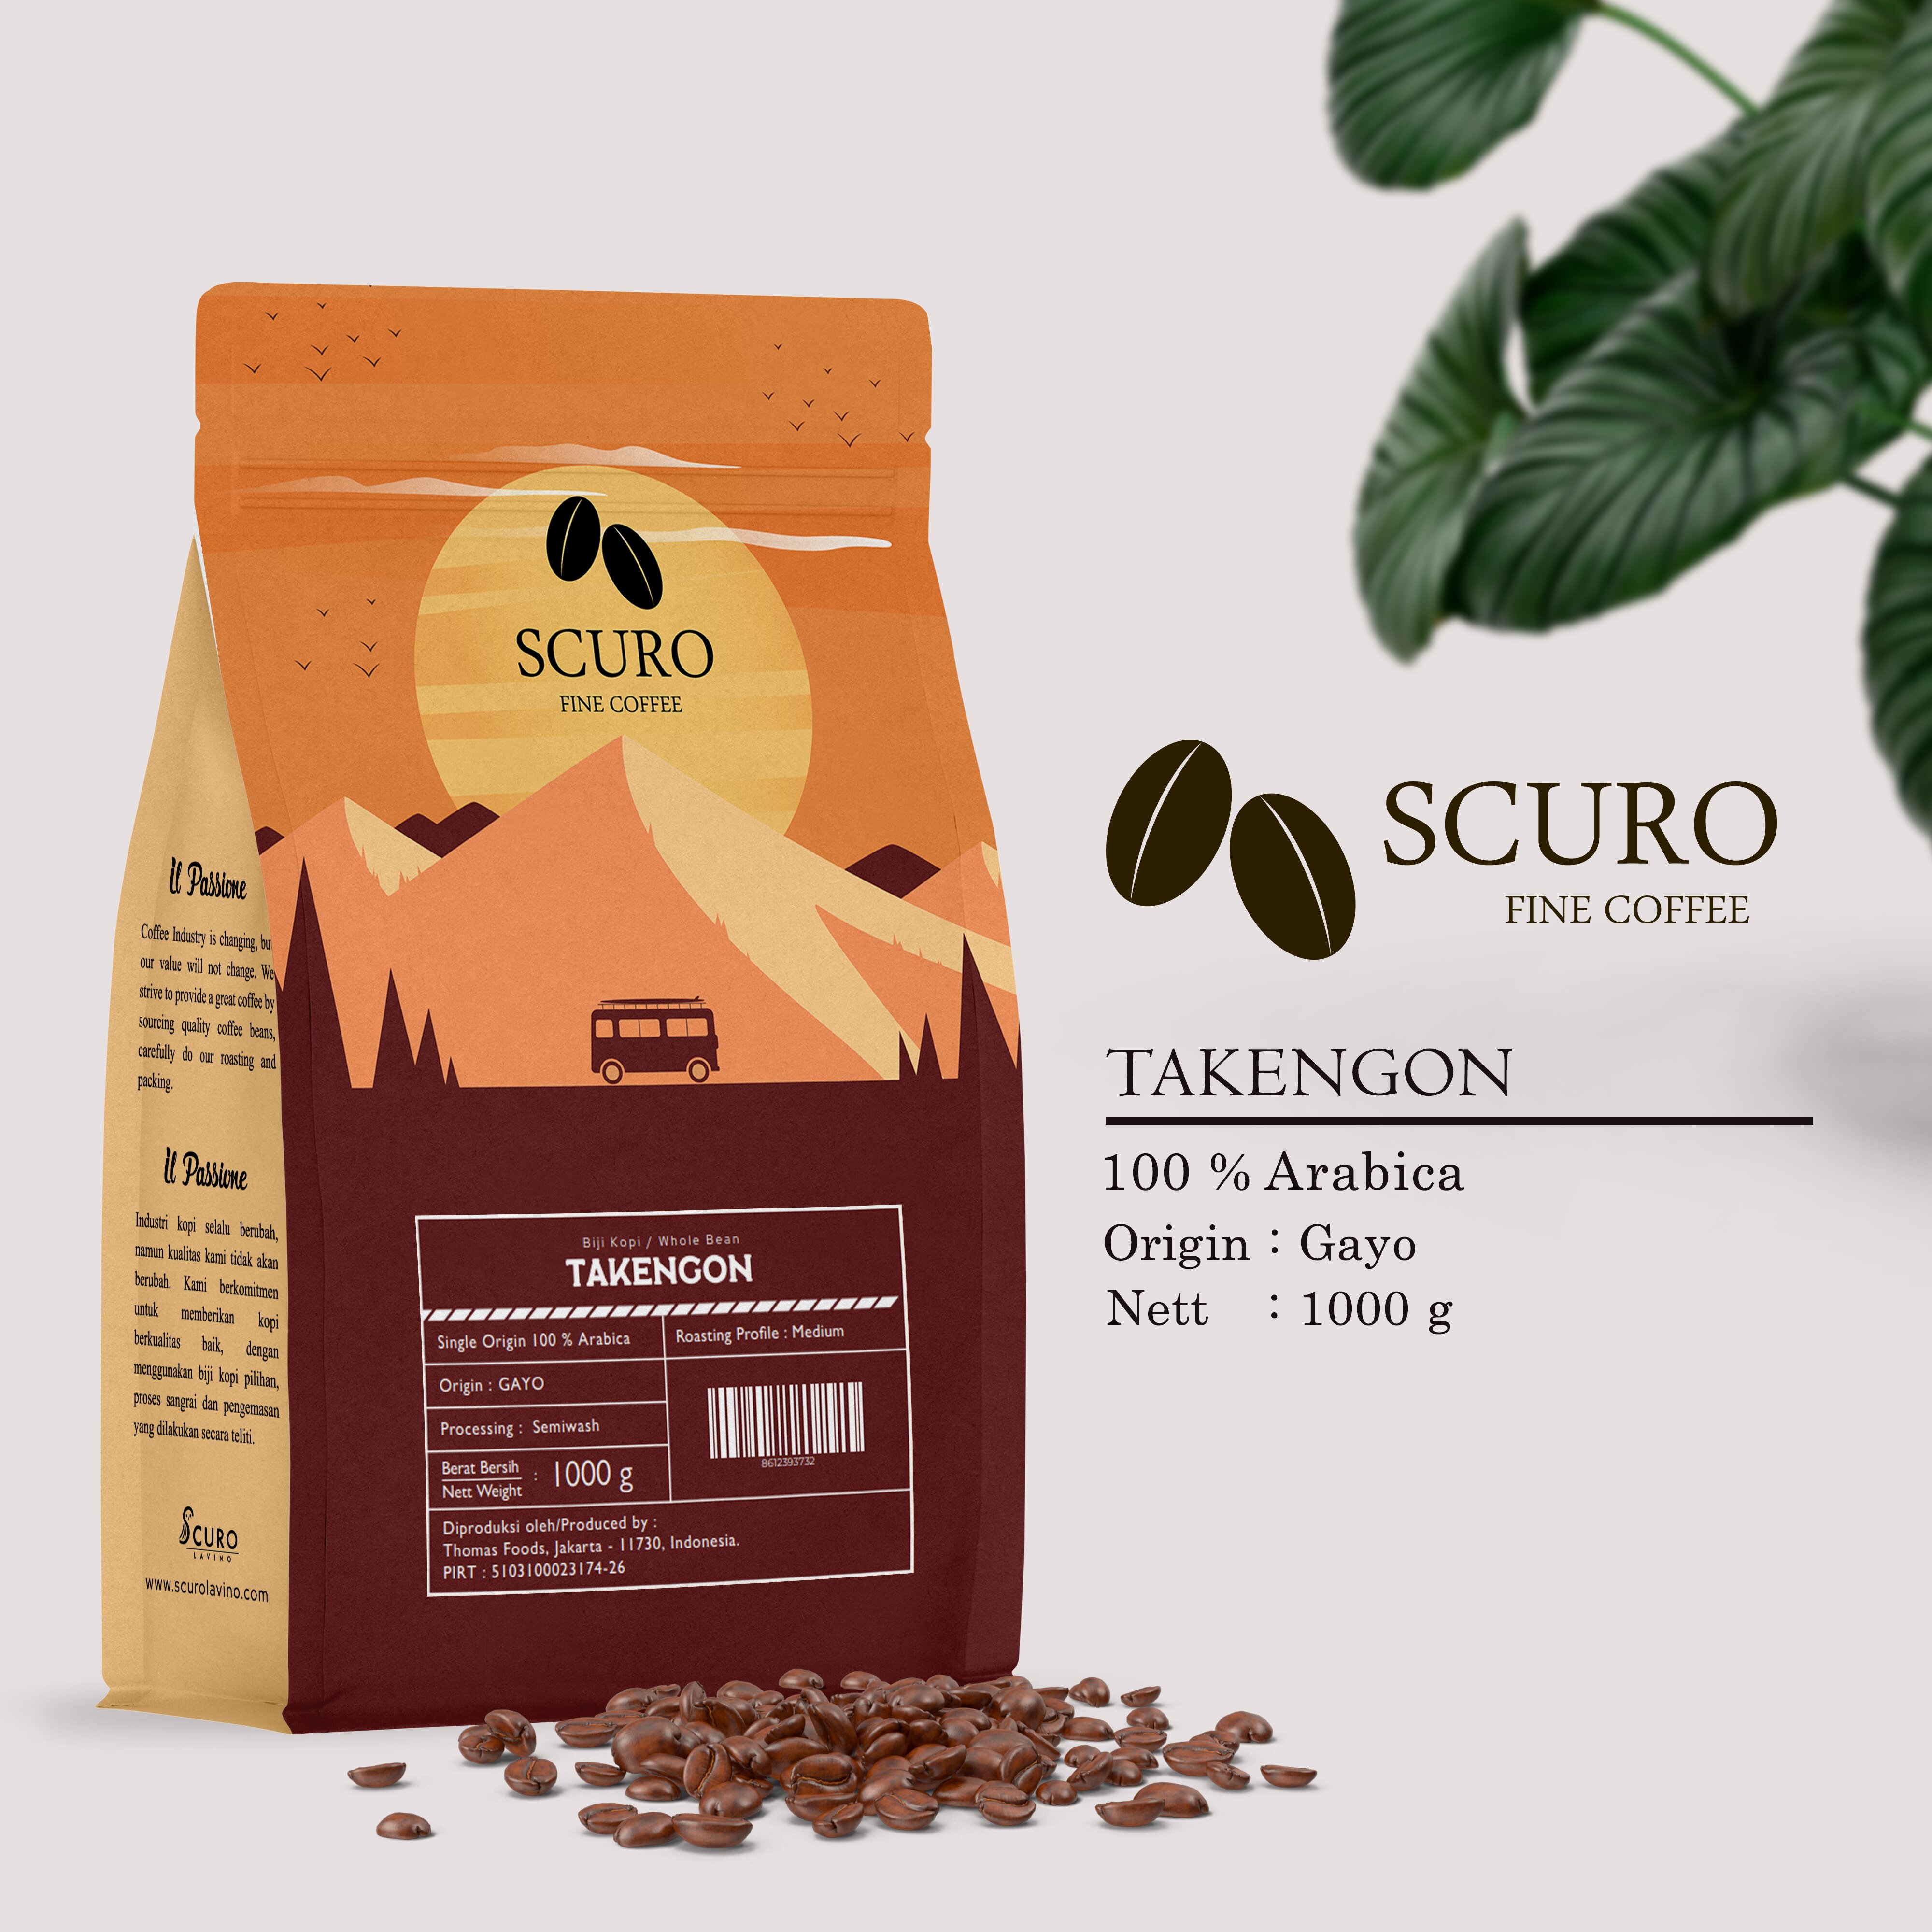 SCURO
FINE COFFEE
il Passione
Coffee Industry is changing, but
our value will not change. We
strive to provide a great coffee by
sourcing quality coffee beans,
carefully do our roasting and
packing.
il Passione
Industri kopi selalu berubah,
namun kualitas kami tidak akan
berubah. Kami berkomitmen
untuk memberikan kopi
berkualitas baik, dengan
menggunakan biji kopi pilihan,
proses sangrai dan pengemasan
yang dilakukan secara teliti.
SCURO
LAVINO
www.scurolavino.com
Biji Kopi / Whole Bean
TAKENGON
Single Origin 100 % Arabica
Roasting Profile : Medium
Origin : GAYO
Processing : Semiwash
Berat Bersih
Nett Weight : 1000 g
8612393732
Diproduksi oleh/Produced by :
Thomas Foods, Jakarta - 11730, Indonesia.
PIRT : 5103100023174-26
SCURO
FINE COFFEE
TAKENGON
100 % Arabica
Origin : Gayo
Nett : 1000 g